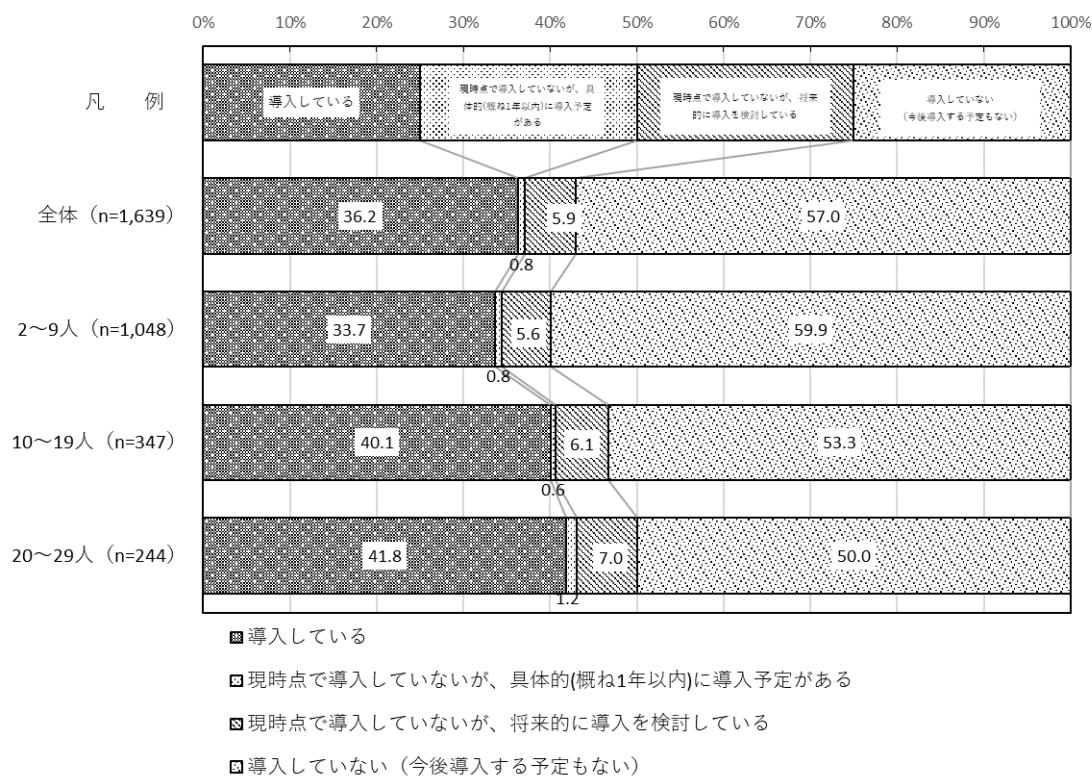 0% 10% 20% 30% 40% 50% 60% 70% 80% 90% 100%
凡 例
導入している
現時点で導入していないが、具
体的(概ね1年以内)に導入予定
がある
現時点で導入していないが、将来
的に導入を検討している
導入していない
(今後導入する予定もない)
全体（n=1,639）
36.2
5.9
57.0
0.8
2～9人（n=1,048）
33.7
5.6
59.9
0.8
10～19人（n=347）
40.1
6.1
53.3
0.6
20～29人（n=244）
41.8
7.0
50.0
1.2
導入している
現時点で導入していないが、具体的(概ね1年以内)に導入予定がある
現時点で導入していないが、将来的に導入を検討している
導入していない（今後導入する予定もない）